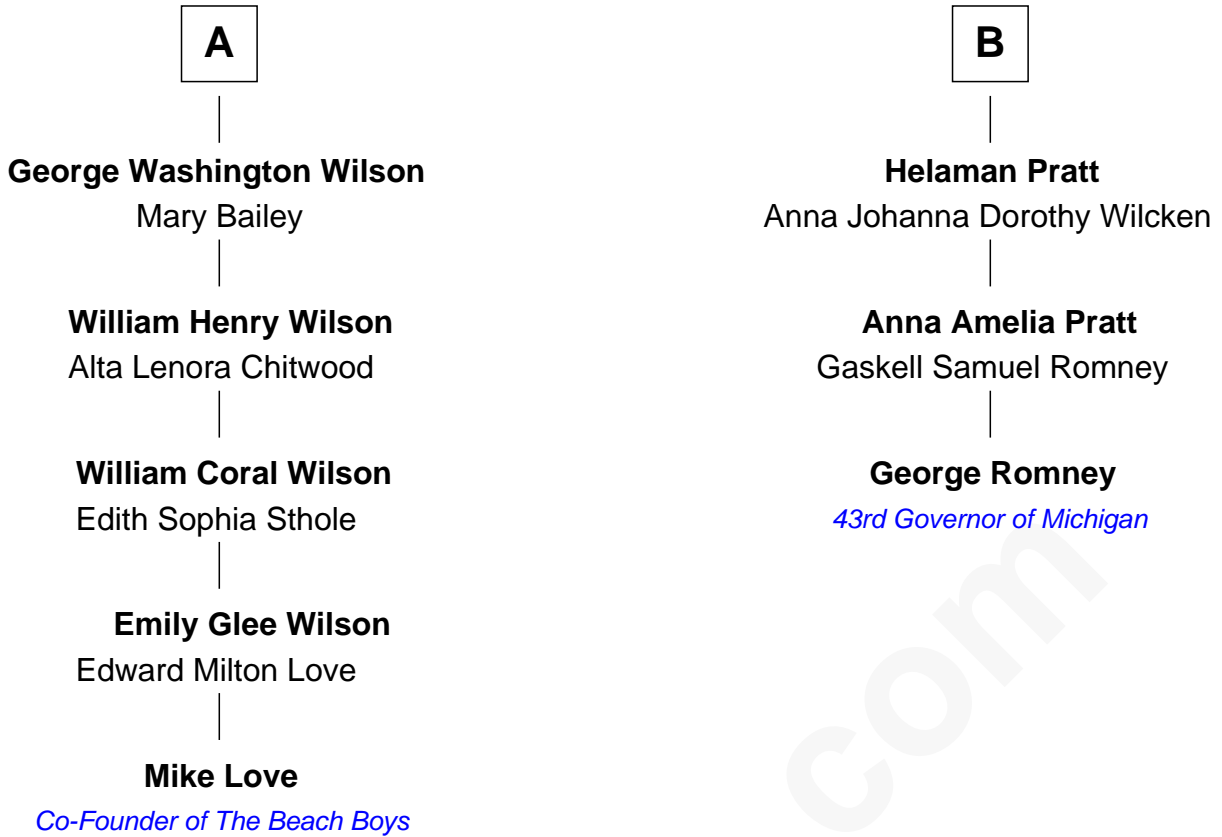 A
George Washington Wilson
Mary Bailey
William Henry Wilson
Alta Lenora Chitwood
William Coral Wilson
Edith Sophia Sthole
Emily Glee Wilson
Edward Milton Love
Mike Love
Co-Founder of The Beach Boys
B
Helaman Pratt
Anna Johanna Dorothy Wilcken
Anna Amelia Pratt
Gaskell Samuel Romney
George Romney
43rd Governor of Michigan
com